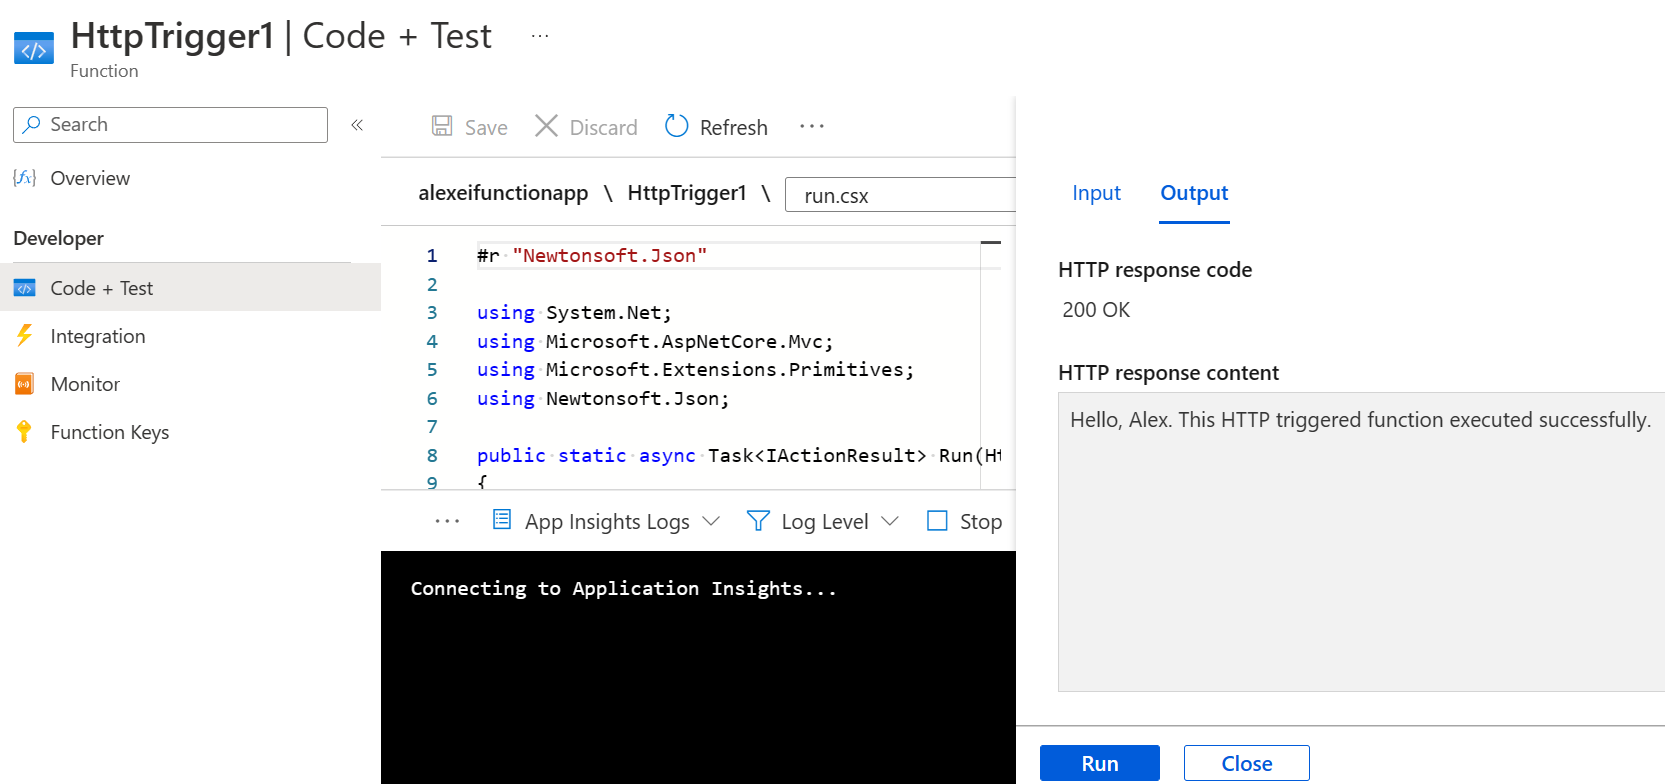 HttpTrigger1 | Code + Test ...
Function
Search
«
Overview
Developer
Code + Test
Integration
Monitor
Function Keys
Save Discard Refresh ...
alexeifunctionapp \ HttpTrigger1 \ run.csx
1 #r "Newtonsoft.Json"
2
3 using System.Net;
4 using Microsoft.AspNetCore.Mvc;
5 using Microsoft.Extensions.Primitives;
6 using Newtonsoft.Json;
7
8 public static async Task<IActionResult> Run(Ht
9 {
... App Insights Logs Log Level Stop
Connecting to Application Insights...
Input Output
HTTP response code
200 OK
HTTP response content
Hello, Alex. This HTTP triggered function executed successfully.
Run Close